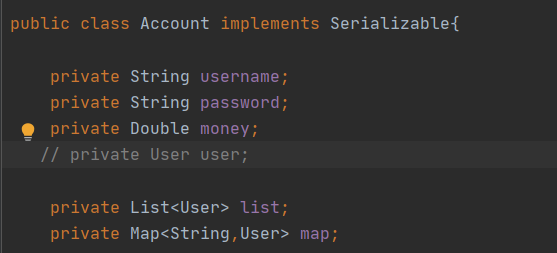 public class Account implements Serializable{
private String username;
private String password;
private Double money;
// private User user;
private List<User> list;
private Map<String,User> map;